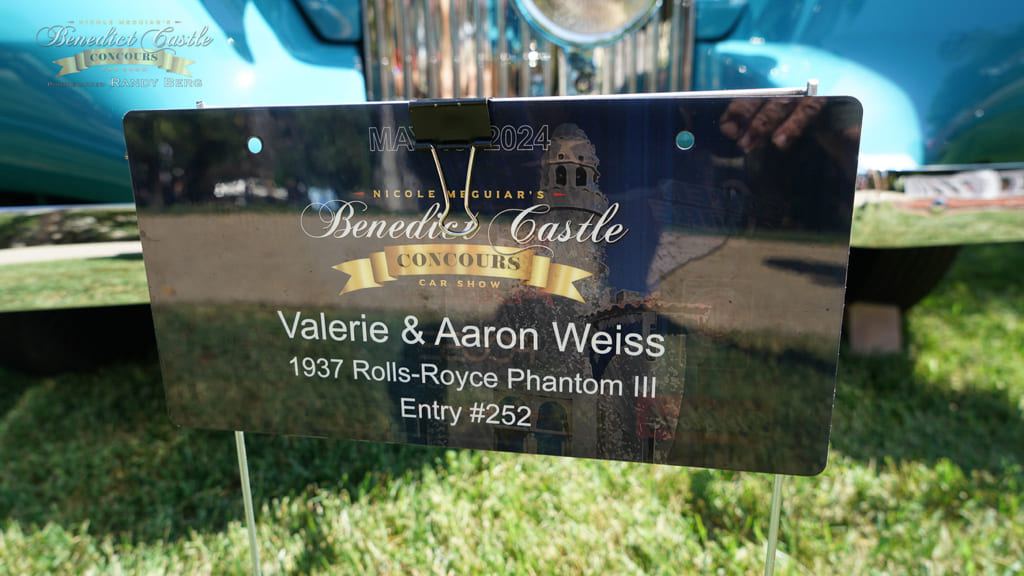 NICOLE MEGUIAR'S
Benedict Castle
CONCOURS
RANDY BERG
MAY 2024
NICOLE MEGUIAR'S
Benedict Castle
CONCOURS
CAR SHOW
Valerie & Aaron Weiss
1937 Rolls-Royce Phantom III
Entry #252